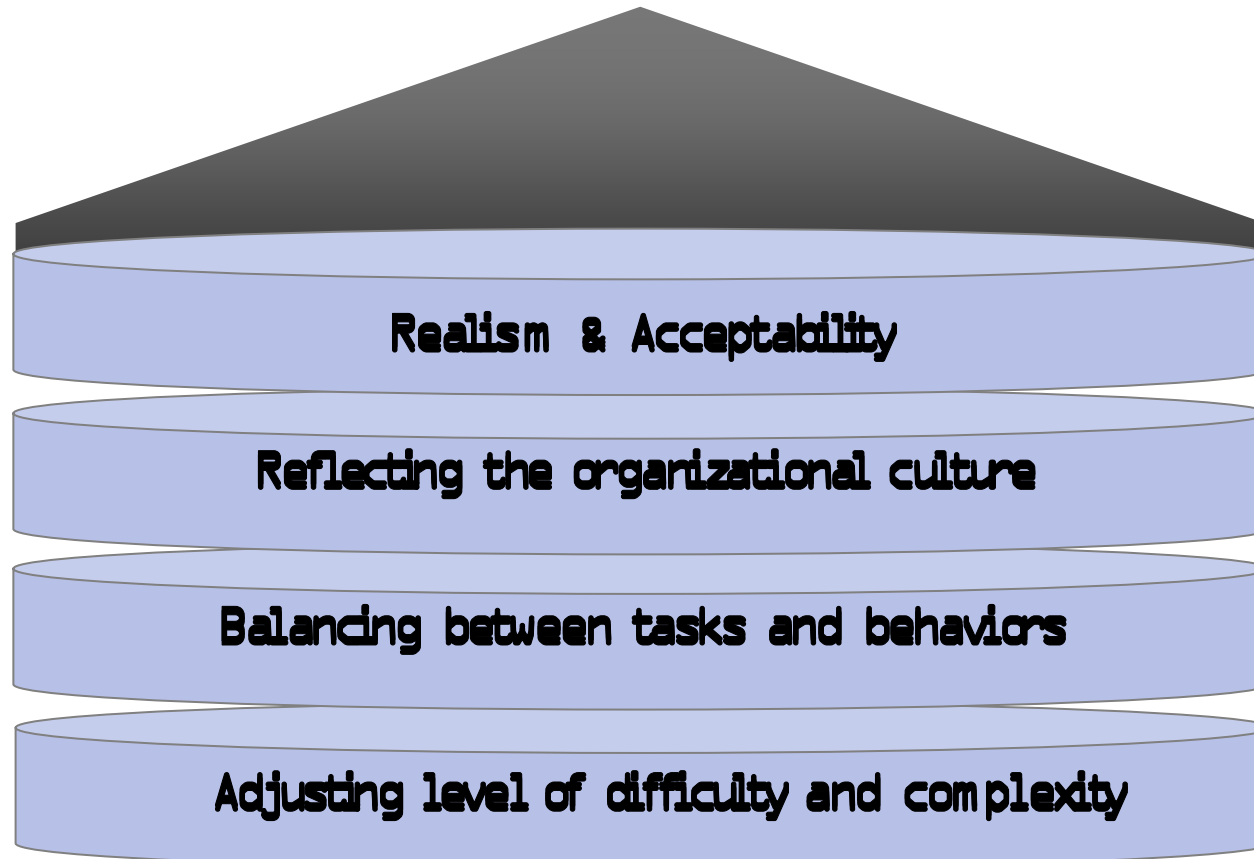 Realism & Acceptability
Reflecting the organizational culture
Balancing between tasks and behaviors
Adjusting level of difficulty and complexity